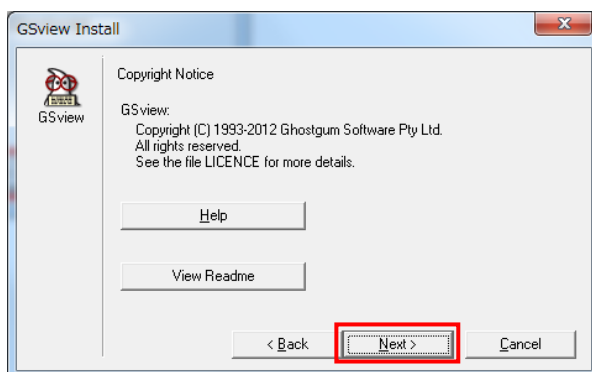 GSview Install
Copyright Notice
GSview
GSview:
Copyright (C) 1993-2012 Ghostgum Software Pty Ltd.
All rights reserved.
See the file LICENCE for more details.
Help
View Readme
< Back
Next >
Cancel